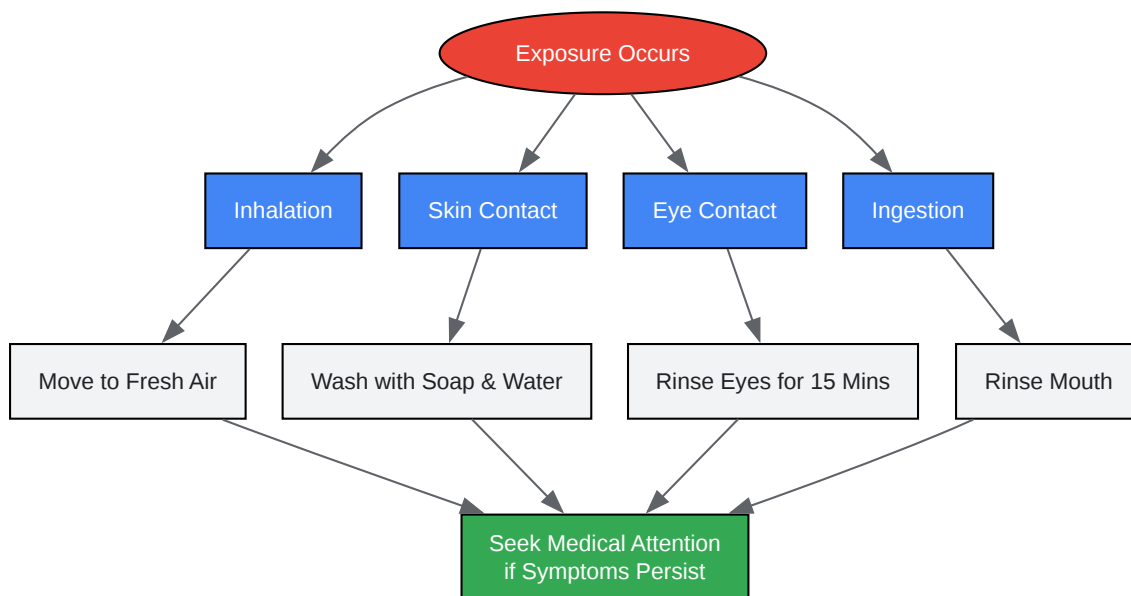 Exposure Occurs
Inhalation
Skin Contact
Eye Contact
Ingestion
Move to Fresh Air
Wash with Soap & Water
Rinse Eyes for 15 Mins
Rinse Mouth
Seek Medical Attention
if Symptoms Persist